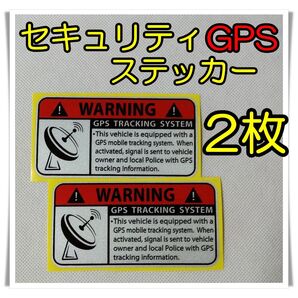 セキュリティGPS
ステッカー
2枚
WARNING
GPS TRACKING SYSTEM
•This vehicle is equipped with a
GPS mobile tracking system. When
activated, signal is sent to vehicle
owner and local Police with GPS
tracking information.
WARNING
GPS TRACKING SYSTEM
•This vehicle is equipped with a
GPS mobile tracking system. When
activated, signal is sent to vehicle
owner and local Police with GPS
tracking information.